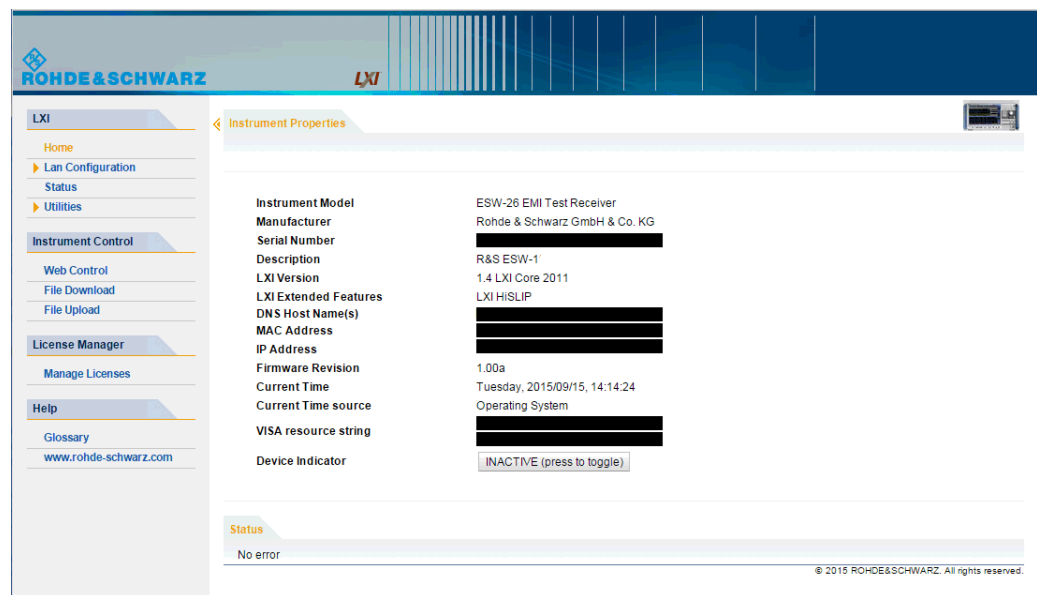 ROHDE&SCHWARZ
LXI
LXI
Home
Lan Configuration
Status
Utilities
Instrument Control
Web Control
File Download
File Upload
License Manager
Manage Licenses
Help
Glossary
www.rohde-schwarz.com
Instrument Properties
Instrument Model ESW-26 EMI Test Receiver
Manufacturer Rohde & Schwarz GmbH & Co. KG
Serial Number
Description R&S ESW-1
LXI Version 1.4 LXI Core 2011
LXI Extended Features LXI HiSLIP
DNS Host Name(s)
MAC Address
IP Address
Firmware Revision 1.00a
Current Time Tuesday, 2015/09/15, 14:14:24
Current Time source Operating System
VISA resource string
Device Indicator INACTIVE (press to toggle)
Status
No error
© 2015 ROHDE&SCHWARZ. All rights reserved.